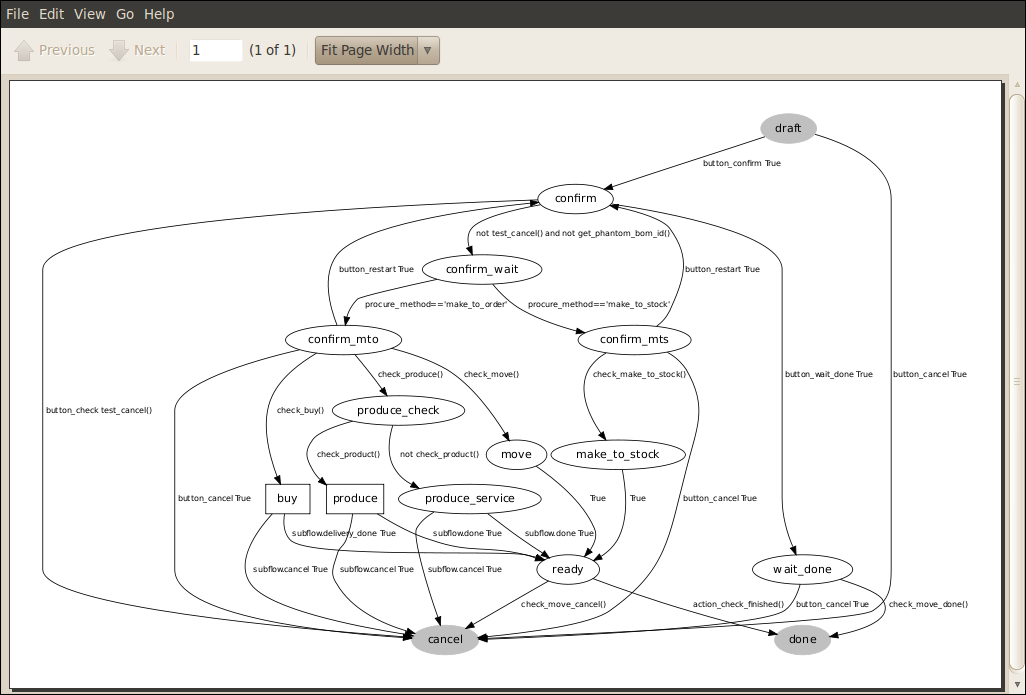 File Edit View Go Help
Previous Next 1 (1 of 1) Fit Page Width
draft
button_confirm True
confirm
not test_cancel() and not get_phantom_bom_id()
confirm_wait
button_restart True
button_restart True
procure_method=='make_to_order'
procure_method=='make_to_stock'
confirm_mto
confirm_mts
check_produce()
check_move()
check_make_to_stock()
button_wait_done True
button_cancel True
button_check test_cancel()
check_buy()
produce_check
check_product()
not check_product()
move
make_to_stock
button_cancel True
buy
produce
produce_service
True
True
button_cancel True
subflow.delivery_done True
subflow.done True
subflow.done True
subflow.cancel True
subflow.cancel True
subflow.cancel True
ready
wait_done
check_move_cancel()
action_check_finished()
button_cancel True
check_move_done()
cancel
done